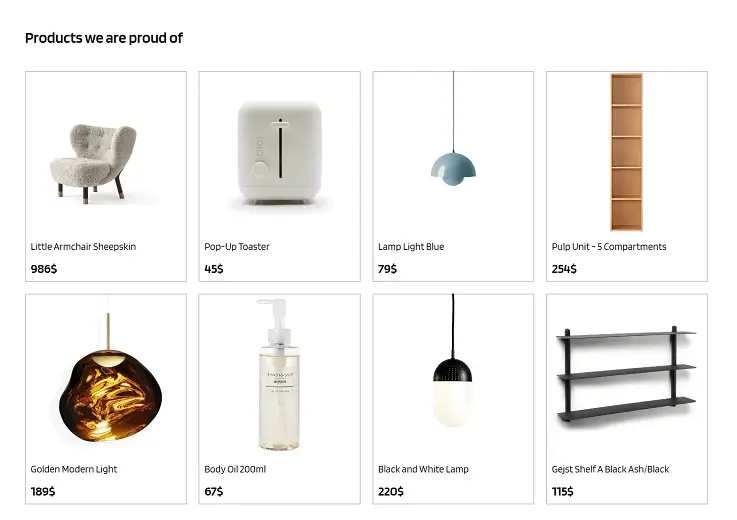 Products we are proud of
Little Armchair Sheepskin
986$
Pop-Up Toaster
45$
Lamp Light Blue
79$
Pulp Unit - 5 Compartments
254$
Golden Modern Light
189$
Body Oil 200ml
67$
Black and White Lamp
220$
Gejst Shelf A Black Ash/Black
115$